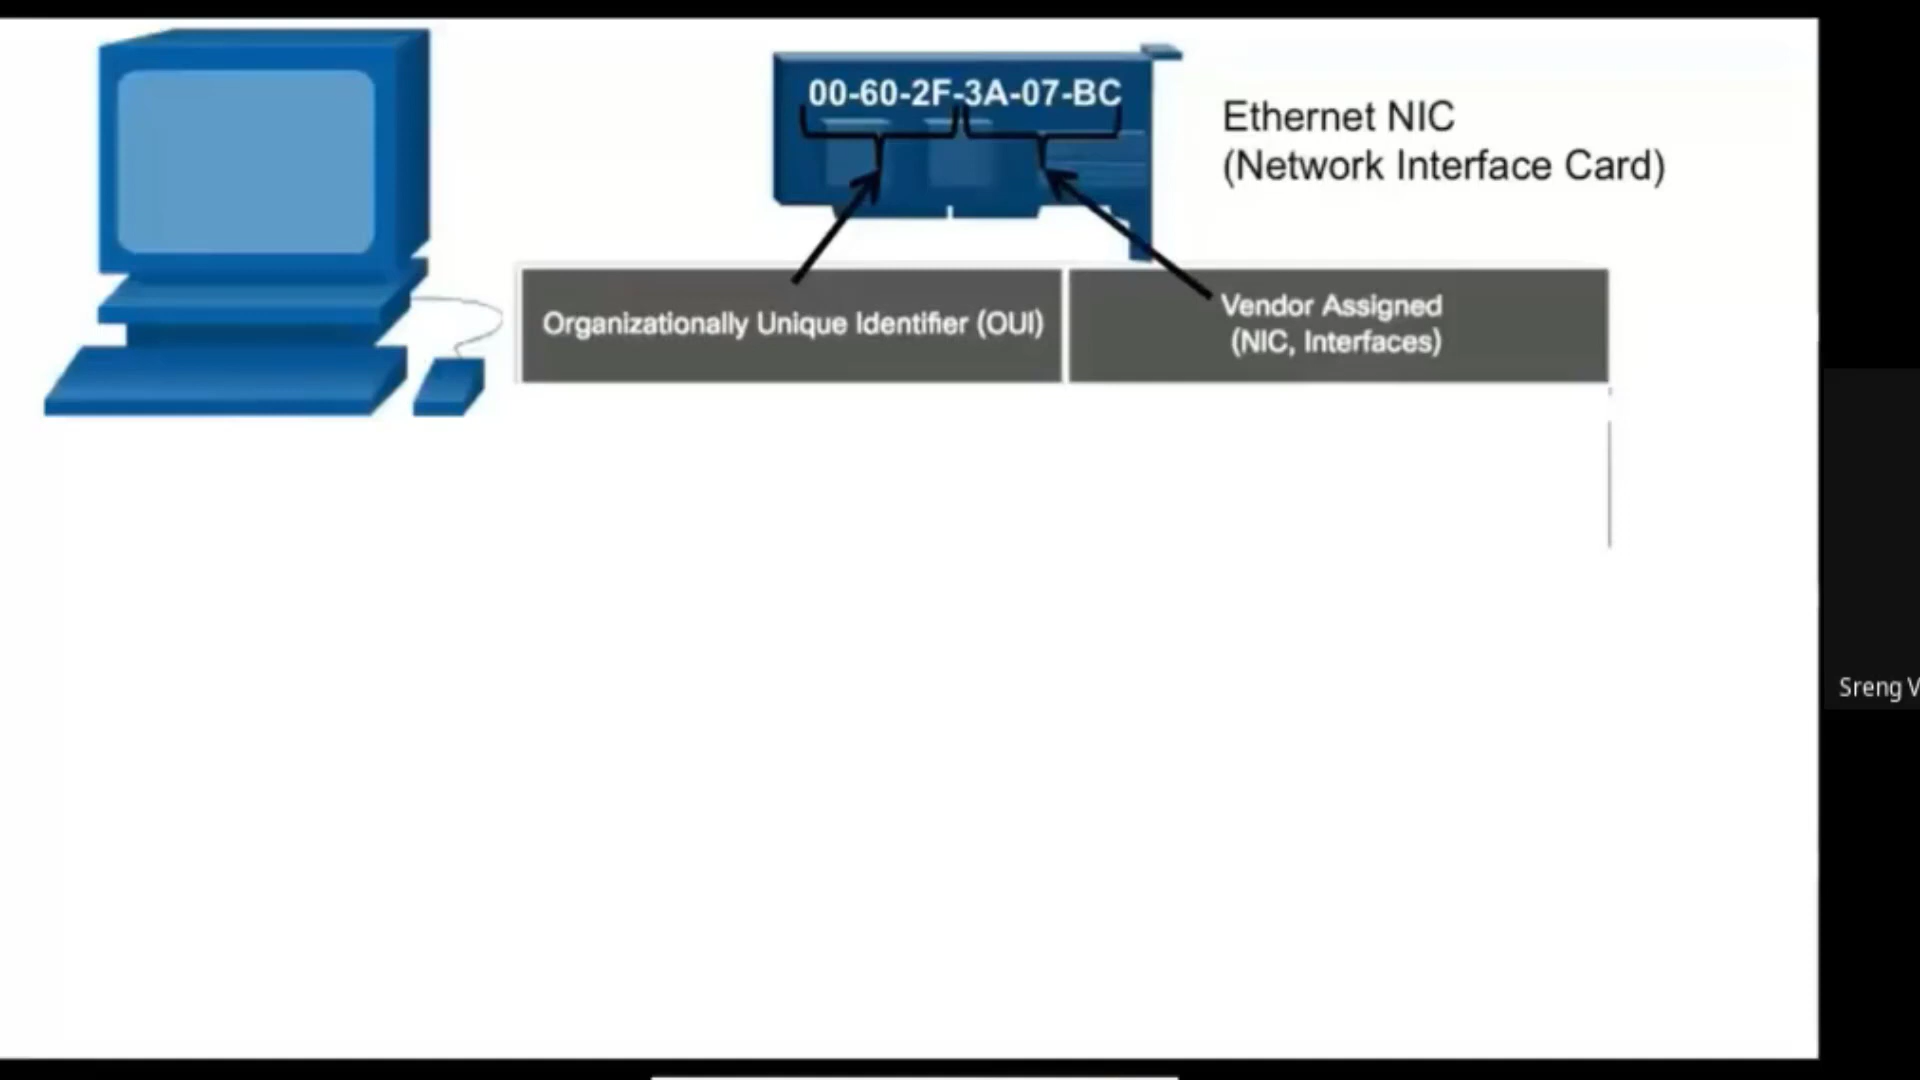 00-60-2F-3A-07-BC
Ethernet NIC
(Network Interface Card)
Organizationally Unique Identifier (OUI)
Vendor Assigned
(NIC, Interfaces)
Sreng V